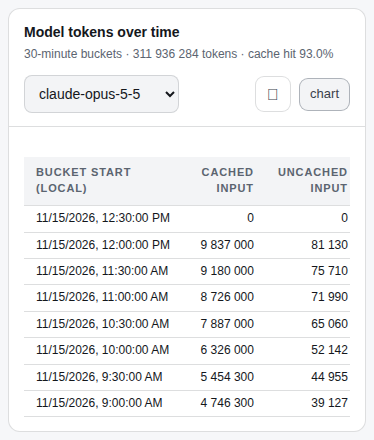 Model tokens over time
30-minute buckets · 311 936 284 tokens · cache hit 93.0%
claude-opus-5-5 chart
BUCKET START (LOCAL) CACHED INPUT UNCACHED INPUT
11/15/2026, 12:30:00 PM 0 0
11/15/2026, 12:00:00 PM 9 837 000 81 130
11/15/2026, 11:30:00 AM 9 180 000 75 710
11/15/2026, 11:00:00 AM 8 726 000 71 990
11/15/2026, 10:30:00 AM 7 887 000 65 060
11/15/2026, 10:00:00 AM 6 326 000 52 142
11/15/2026, 9:30:00 AM 5 454 300 44 955
11/15/2026, 9:00:00 AM 4 746 300 39 127